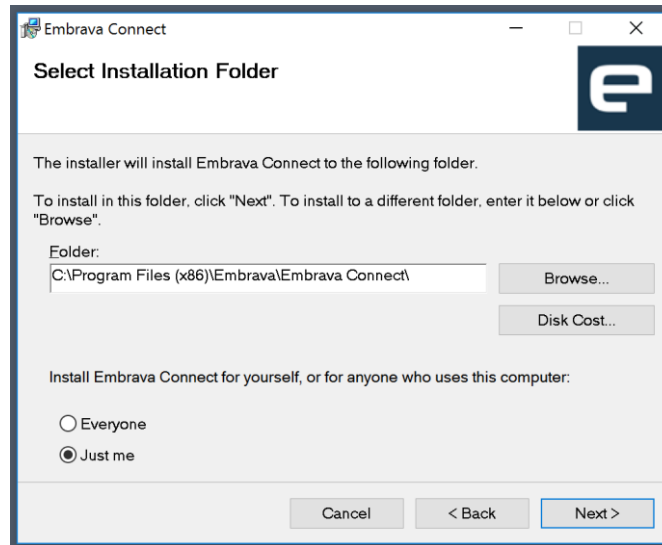 Embrava Connect
Select Installation Folder
e
The installer will install Embrava Connect to the following folder.
To install in this folder, click "Next". To install to a different folder, enter it below or click
"Browse".
Folder:
C:\Program Files (x86)\Embrava\Embrava Connect\
Browse...
Disk Cost...
Install Embrava Connect for yourself, or for anyone who uses this computer:
Everyone
Just me
Cancel
< Back
Next >